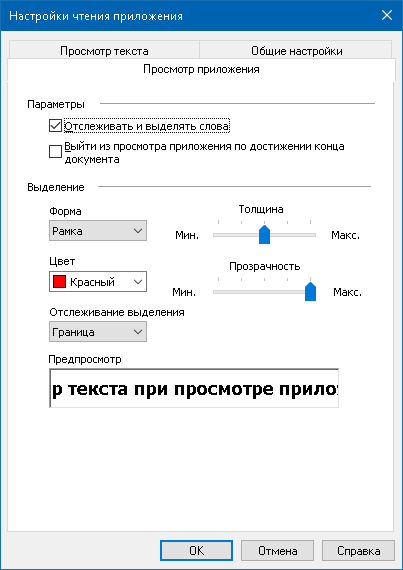 Настройки чтения приложения
Просмотр текста
Общие настройки
Просмотр приложения
Параметры
Отслеживать и выделять слова
Выйти из просмотра приложения по достижении конца
документа
Выделение
Форма
Толщина
Рамка
Мин.
Макс.
Цвет
Прозрачность
Красный
Мин.
Макс.
Отслеживание выделения
Граница
Предпросмотр
р текста при просмотре прило
OK
Отмена
Справка